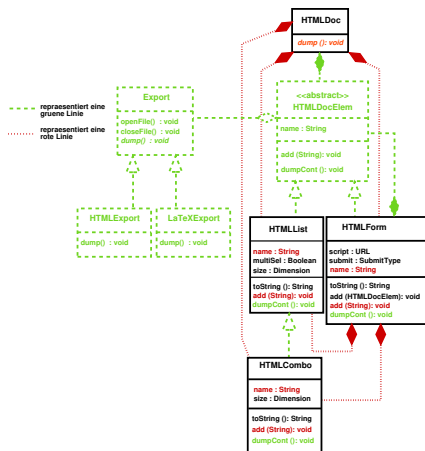 HTMLDoc
dump (): void
Export
openFile() : void
closeFile() : void
dump() : void
<<abstract>>
HTMLDocElem
name : String
add (String): void
dumpCont (): void
repraesentiert eine
gruene Linie
repraesentiert eine
rote Linie
HTMLExport
dump() : void
LaTeXExport
dump() : void
HTMLList
name : String
multiSel : Boolean
size : Dimension
toString (): String
add (String): void
dumpCont (): void
HTMLForm
script : URL
submit : SubmitType
name : String
toString (): String
add (HTMLDocElem): void
add (String): void
dumpCont (): void
HTMLCombo
name : String
size : Dimension
toString (): String
add (String): void
dumpCont (): void